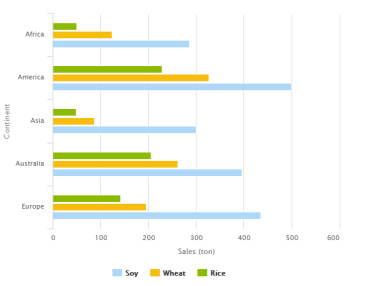 Africa
America
Asia
Australia
Europe
Continent
0 100 200 300 400 500 600
Sales (ton)
Soy Wheat Rice